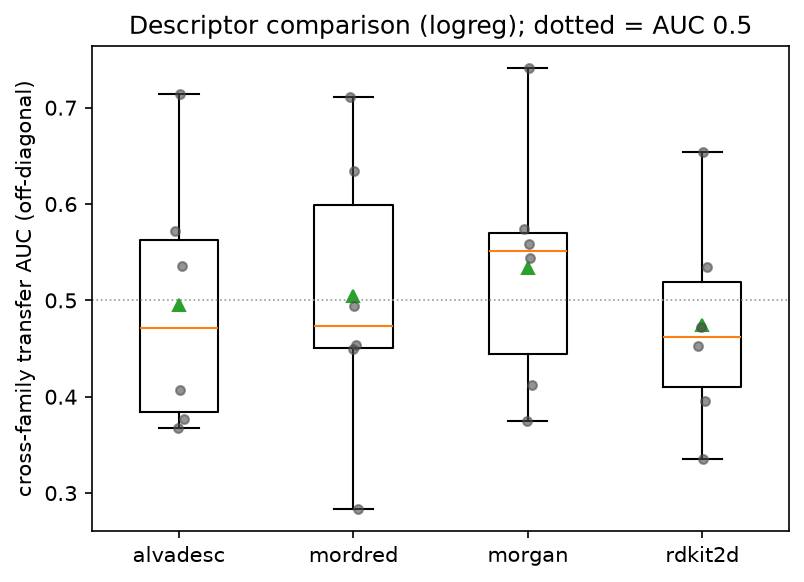 Descriptor comparison (logreg); dotted = AUC 0.5
cross-family transfer AUC (off-diagonal)
0.7
0.6
0.5
0.4
0.3
alvadesc
mordred
morgan
rdkit2d